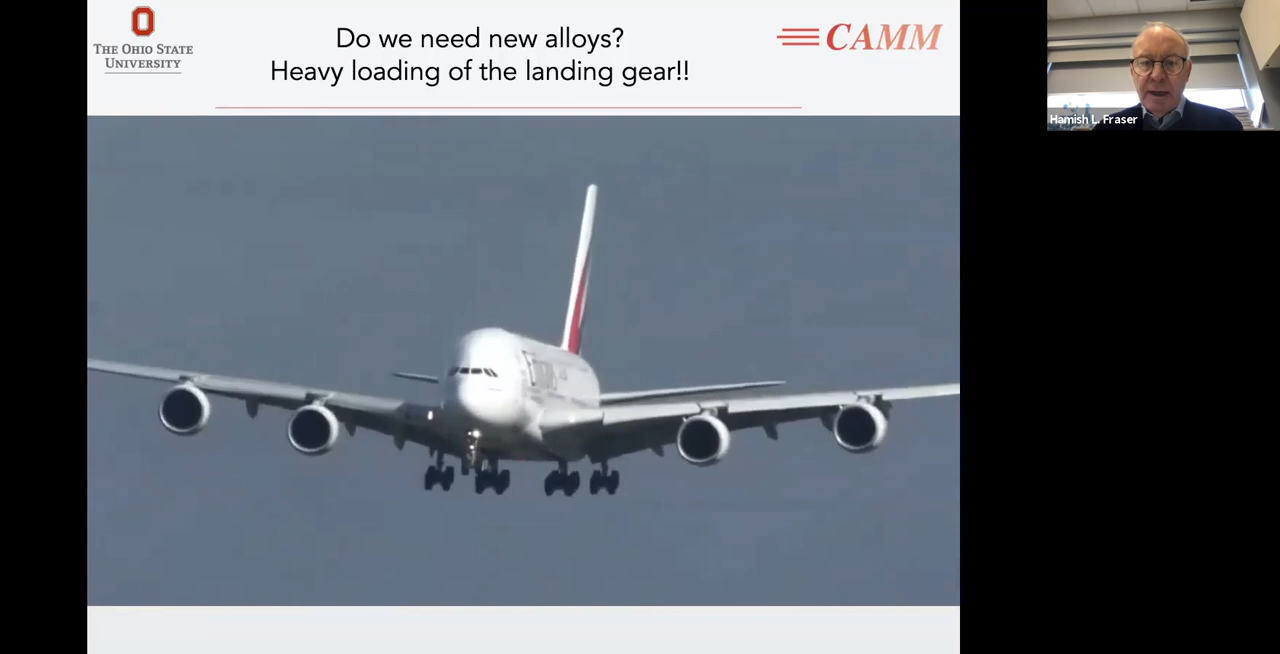 THE OHIO STATE
UNIVERSITY
Do we need new alloys?
Heavy loading of the landing gear!!
CAMM
Hamish L. Fraser